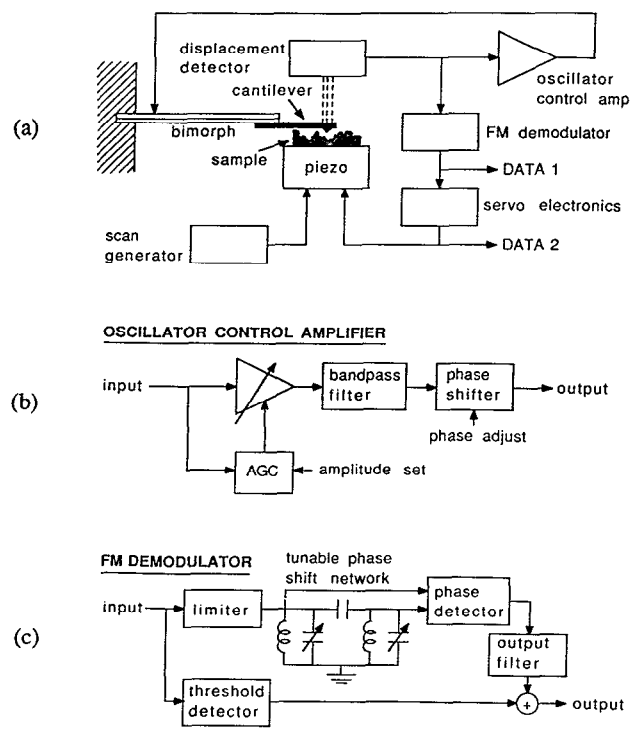 (a)
displacement
detector
cantilever
bimorph
sample
piezo
scan
generator
oscillator
control amp
FM demodulator
DATA 1
servo electronics
DATA 2
(b)
OSCILLATOR CONTROL AMPLIFIER
input
bandpass
filter
phase
shifter
output
phase adjust
AGC
amplitude set
(c)
FM DEMODULATOR
tunable phase
shift network
input
limiter
phase
detector
output
filter
threshold
detector
+
output